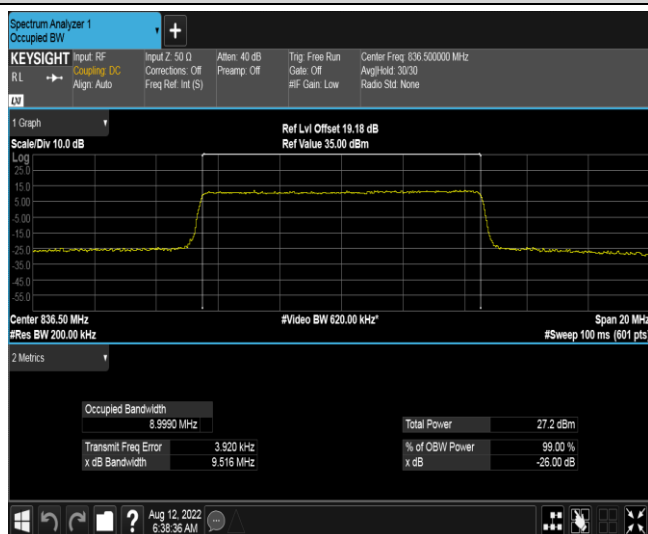 Spectrum Analyzer 1
Occupied BW
+
KEYSIGHT
R L
LXI
Input: RF
Coupling: DC
Align: Auto
Input Z: 50 Ω
Corrections: Off
Freq Ref: Int (S)
Atten: 40 dB
Preamp: Off
Trig: Free Run
Gate: Off
#IF Gain: Low
Center Freq: 836.500000 MHz
Avg|Hold: 30/30
Radio Std: None
1 Graph
Scale/Div 10.0 dB
Ref Lvl Offset 19.18 dB
Ref Value 35.00 dBm
Log
25.0
15.0
5.00
-5.00
-15.0
-25.0
-35.0
-45.0
-55.0
Center 836.50 MHz
#Res BW 200.00 kHz
#Video BW 620.00 kHz*
Span 20 MHz
#Sweep 100 ms (601 pts)
2 Metrics
Occupied Bandwidth
8.9990 MHz
Transmit Freq Error 3.920 kHz
x dB Bandwidth 9.516 MHz
Total Power 27.2 dBm
% of OBW Power 99.00 %
x dB -26.00 dB
?
Aug 12, 2022
6:38:36 AM